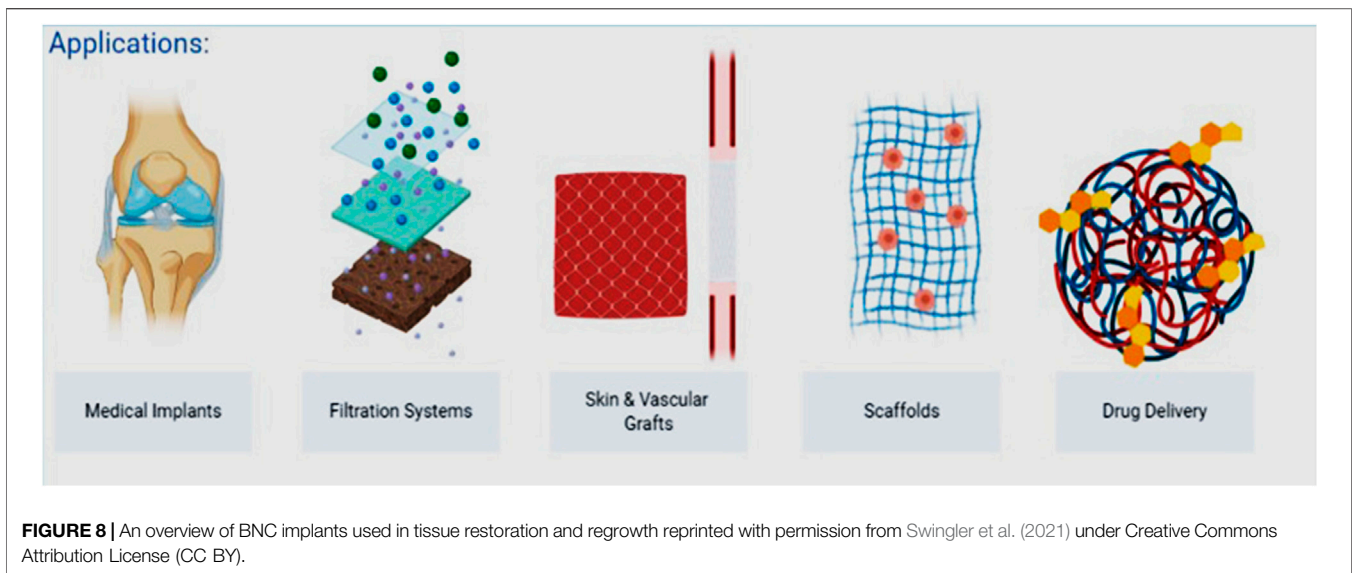 Applications:
Medical Implants
Filtration Systems
Skin & Vascular
Grafts
Scaffolds
Drug Delivery
FIGURE 8 | An overview of BNC implants used in tissue restoration and regrowth reprinted with permission from Swingler et al. (2021) under Creative Commons
Attribution License (CC BY).